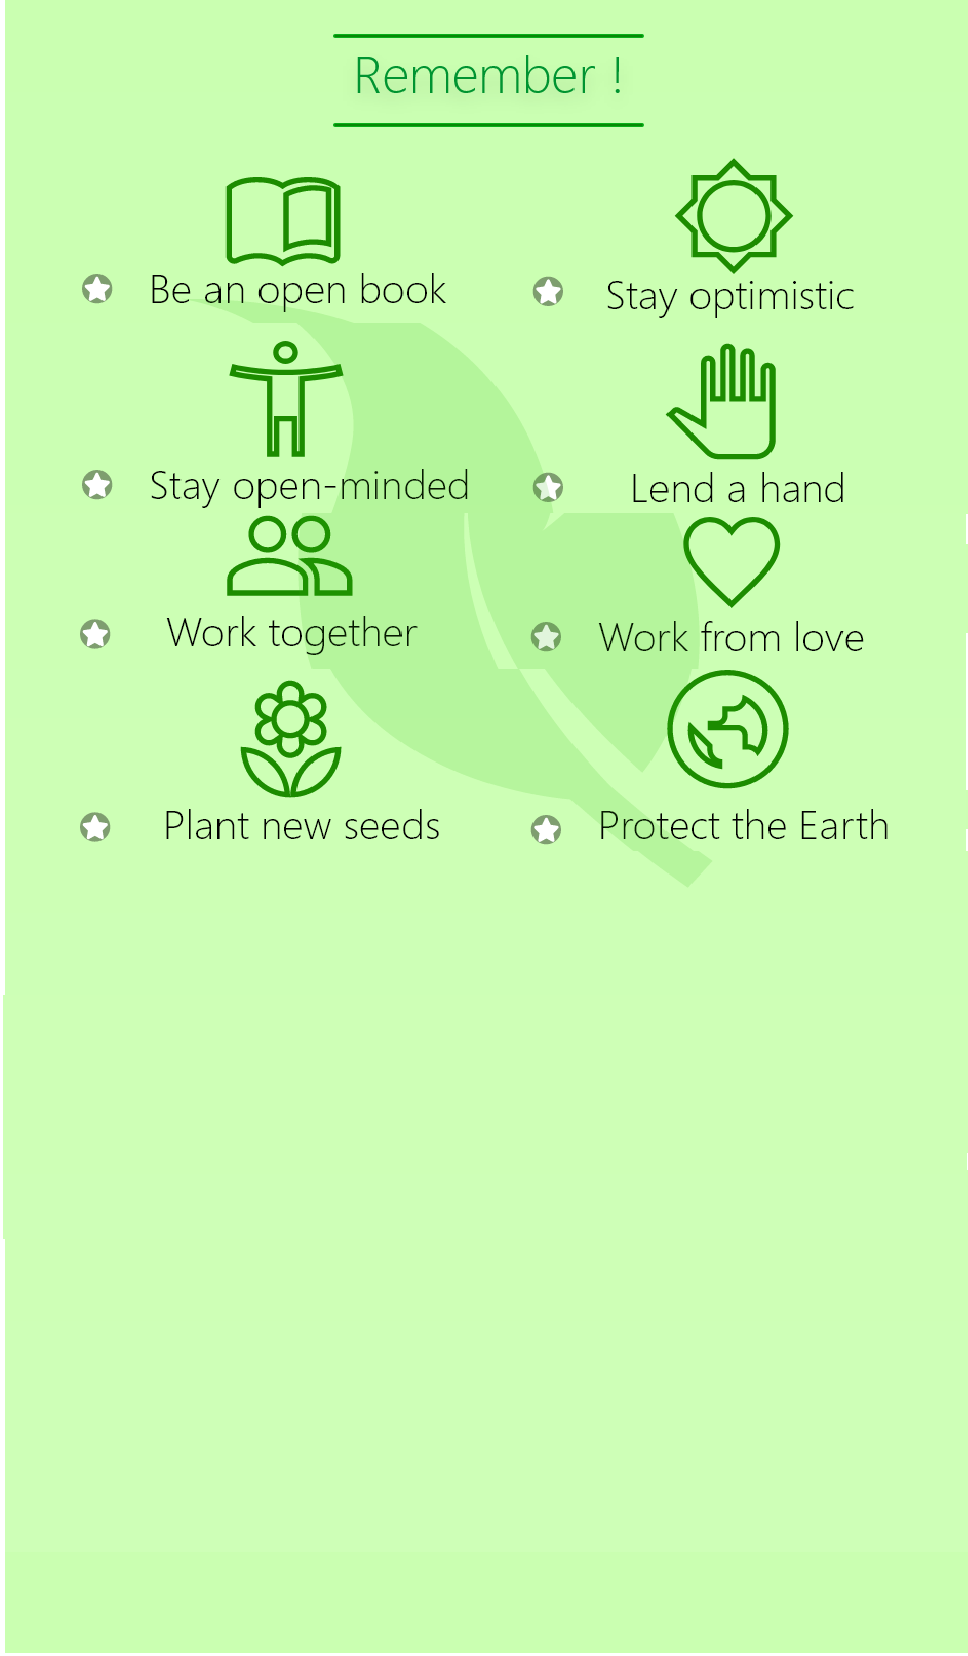 Remember !
Be an open book
Stay optimistic
Stay open-minded
Lend a hand
Work together
Work from love
Plant new seeds
Protect the Earth